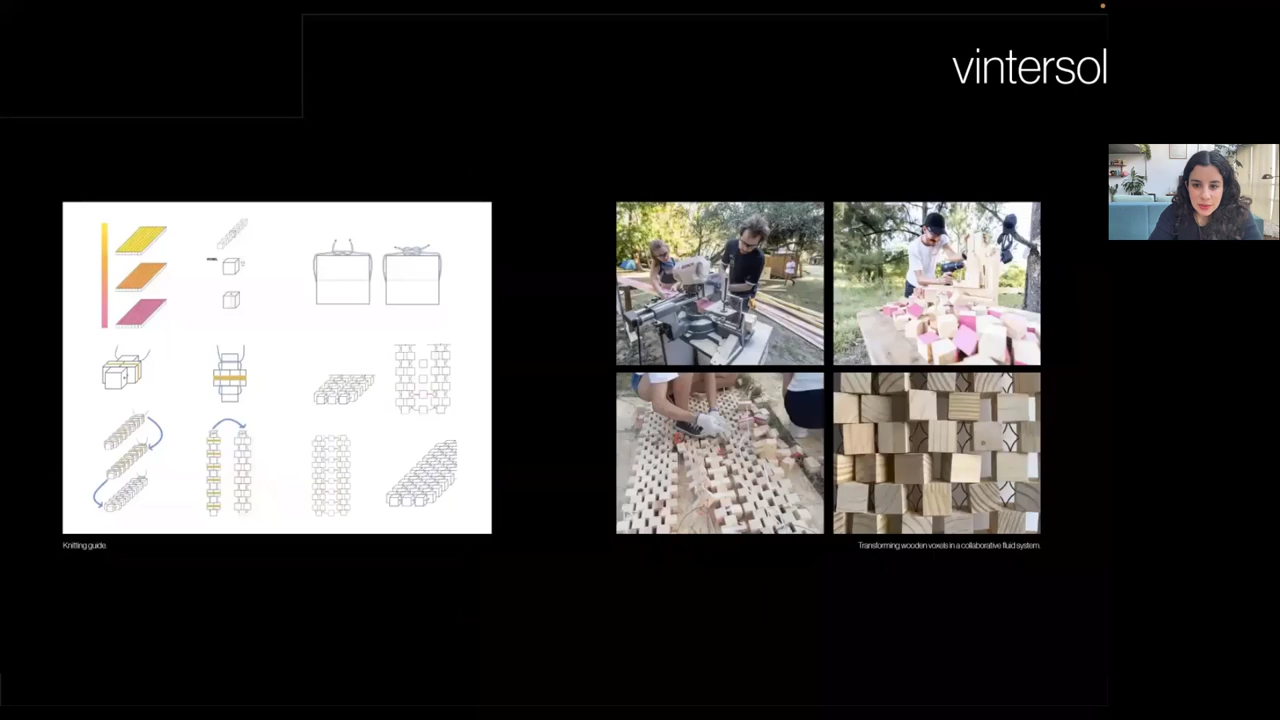 vintersol
Knitting guide.
Transforming wooden voxels in a collaborative fluid system.